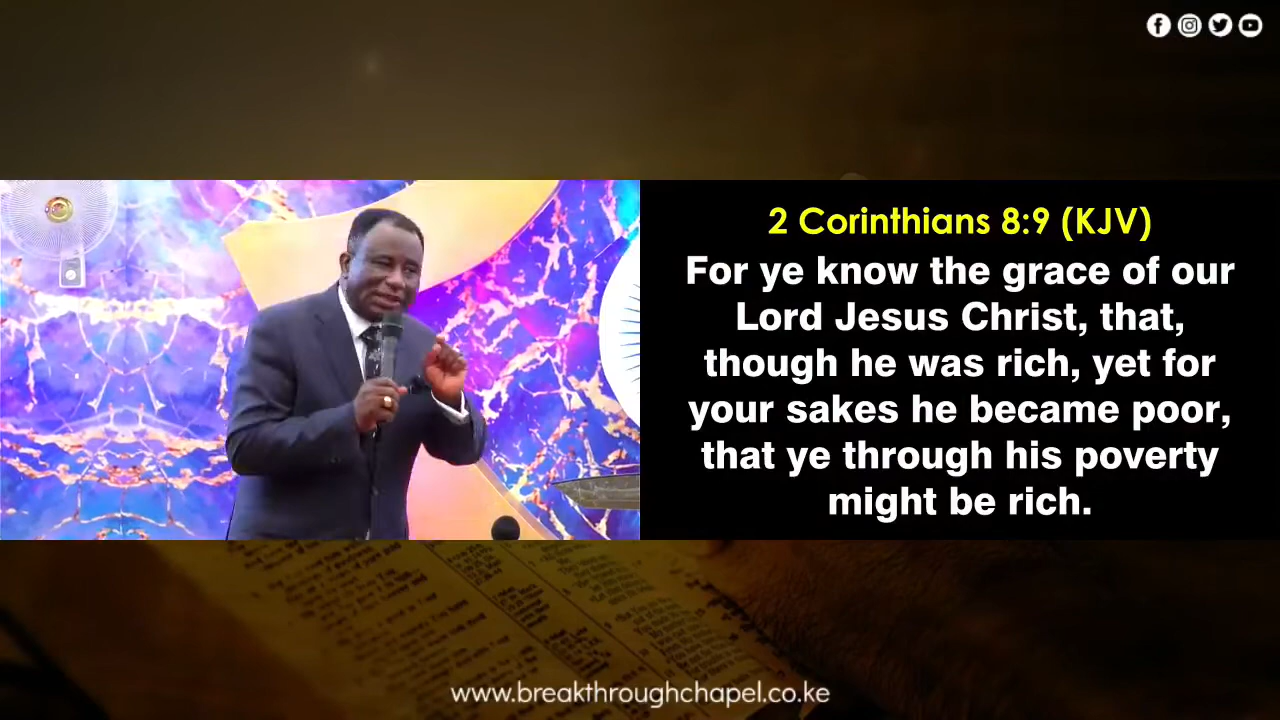 2 Corinthians 8:9 (KJV)
For ye know the grace of our
Lord Jesus Christ, that,
though he was rich, yet for
your sakes he became poor,
that ye through his poverty
might be rich.
www.breakthroughchapel.co.ke